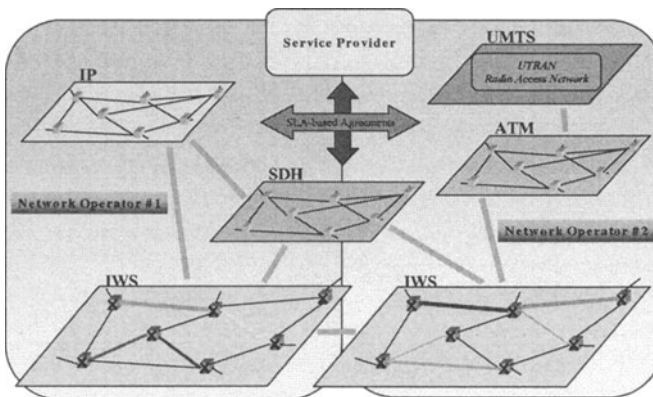 Service Provider
UMTS
UTRAN
Radio Access Network
IP
SLA-based Agreements
ATM
SDH
Network Operator #1
Network Operator #2
IWS
IWS